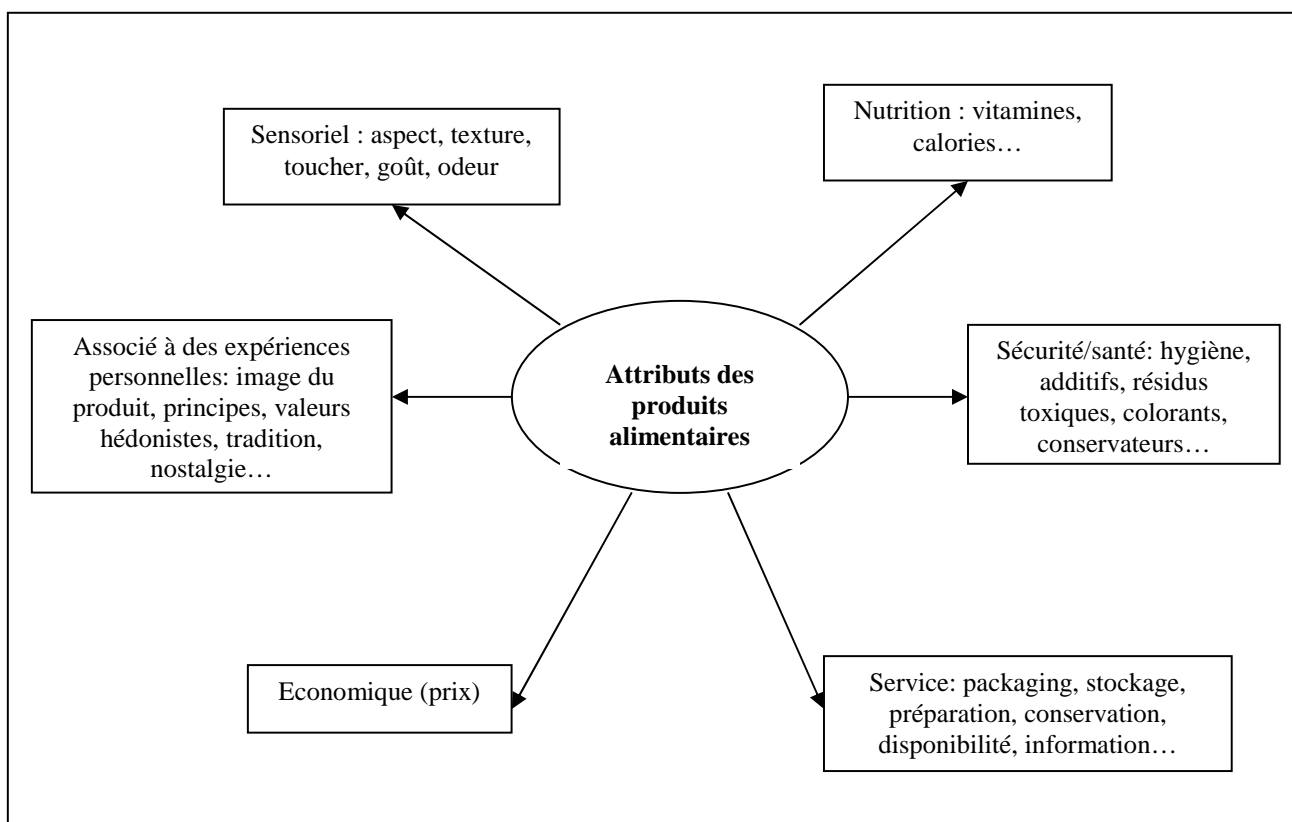 Sensoriel : aspect, texture,
toucher, goût, odeur
Nutrition : vitamines,
calories…
Associé à des expériences
personnelles: image du
produit, principes, valeurs
hédonistes, tradition,
nostalgie…
Attributs des
produits
alimentaires
Sécurité/santé: hygiène,
additifs, résidus
toxiques, colorants,
conservateurs…
Economique (prix)
Service: packaging, stockage,
préparation, conservation,
disponibilité, information…